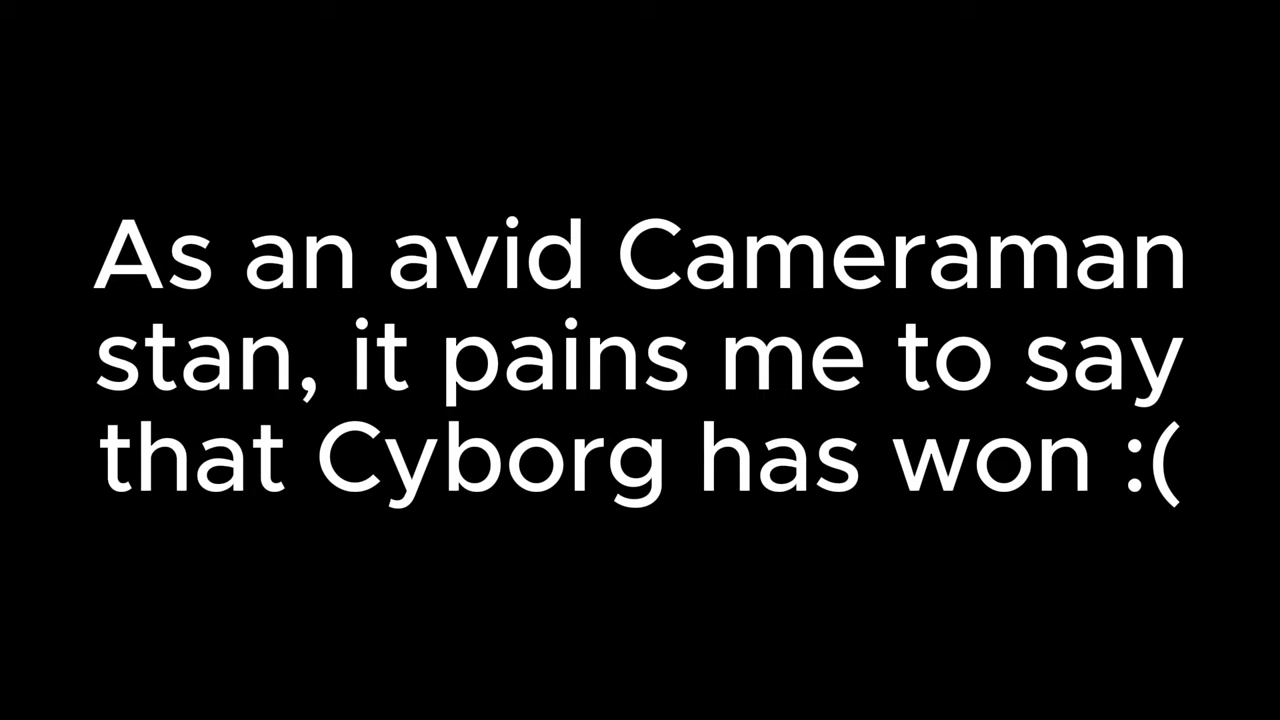 As an avid Cameraman
stan, it pains me to say
that Cyborg has won :(